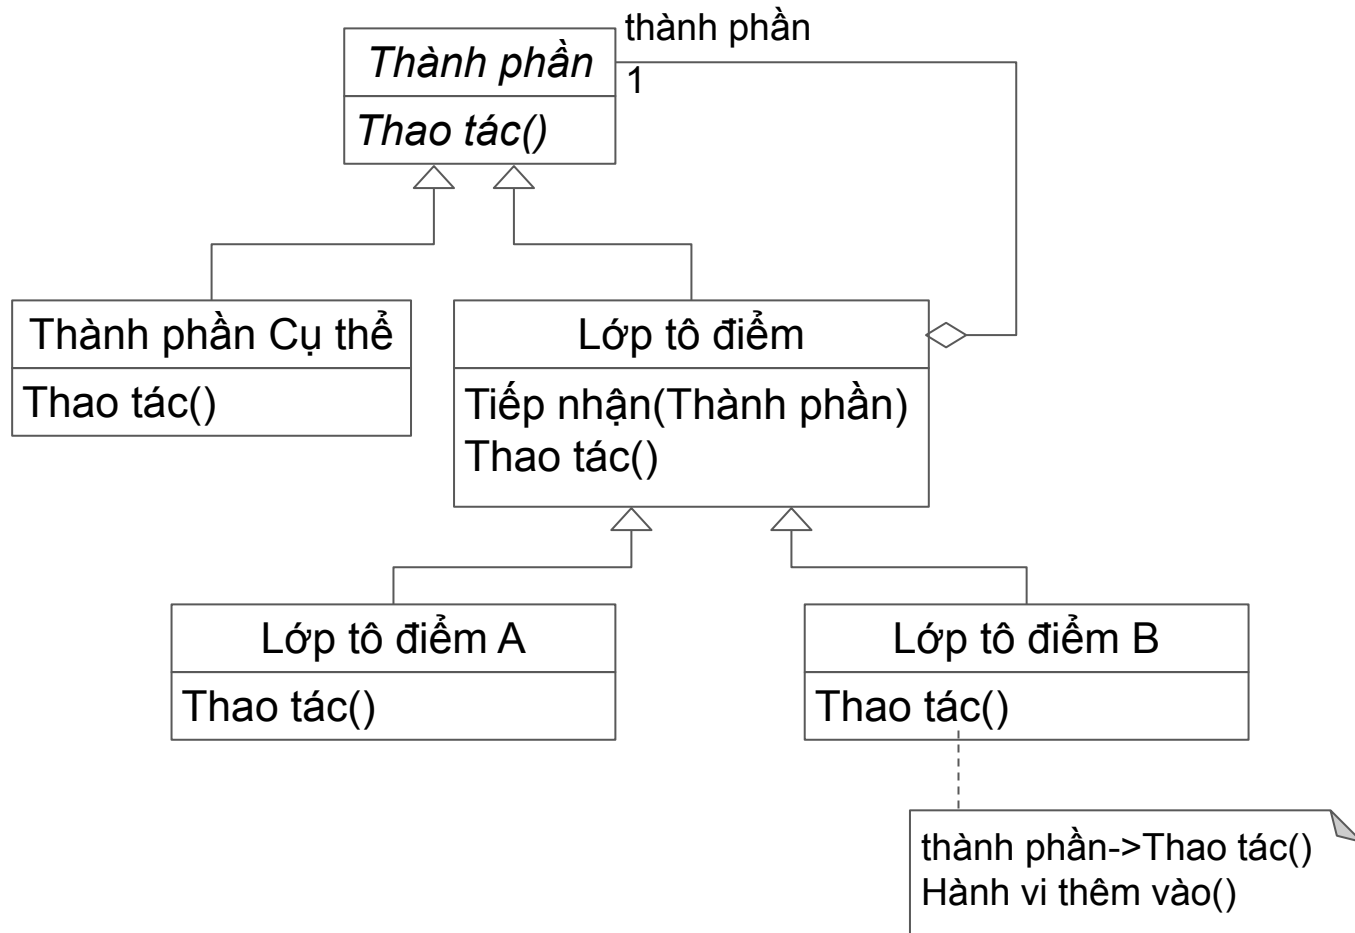 thành phần
Thành phần
1
Thao tác()
Thành phần Cụ thể
Thao tác()
Lớp tô điểm
Tiếp nhận(Thành phần)
Thao tác()
Lớp tô điểm A
Thao tác()
Lớp tô điểm B
Thao tác()
thành phần->Thao tác()
Hành vi thêm vào()